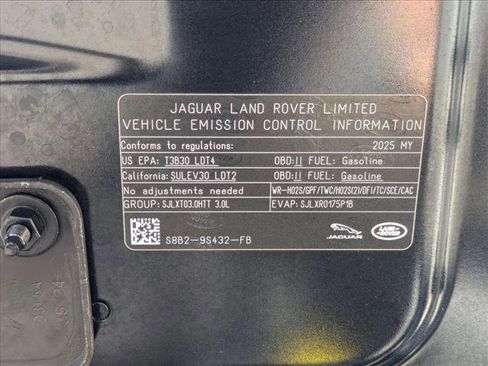 JAGUAR LAND ROVER LIMITED
VEHICLE EMISSION CONTROL INFORMATION
Conforms to regulations: 2025 MY
US EPA: T3B30 LDT4 OBD:II FUEL: Gasoline
California: SULEV30 LDT2 OBD:II FUEL: Gasoline
No adjustments needed WR-HO2S/GPF/TWC/HO2S(2)/DFI/TC/SCE/CAC
GROUP: SJLXT03.0HTT 3.0L EVAP: SJLXR0175P1B
S8B2-9S432-FB
JAGUAR
LAND-
ROVER